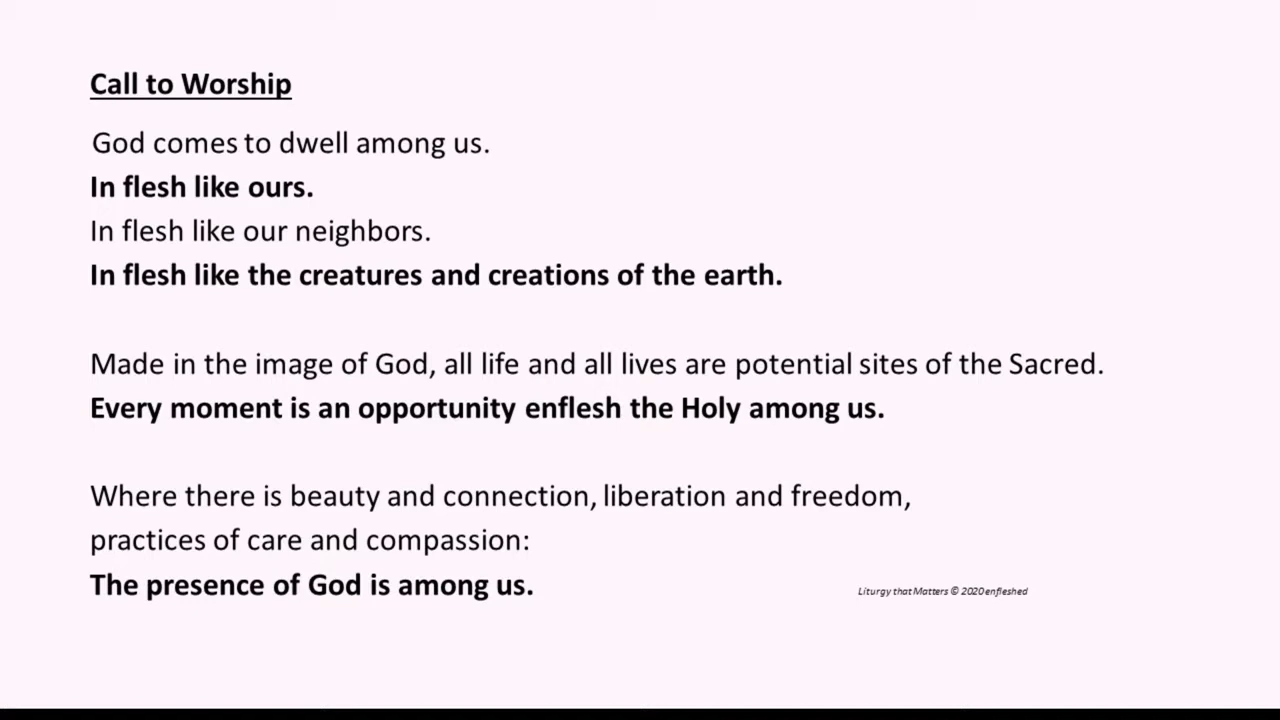 Call to Worship
God comes to dwell among us.
In flesh like ours.
In flesh like our neighbors.
In flesh like the creatures and creations of the earth.
Made in the image of God, all life and all lives are potential sites of the Sacred.
Every moment is an opportunity enflesh the Holy among us.
Where there is beauty and connection, liberation and freedom,
practices of care and compassion:
The presence of God is among us.
Liturgy that Matters © 2020 enfleshed